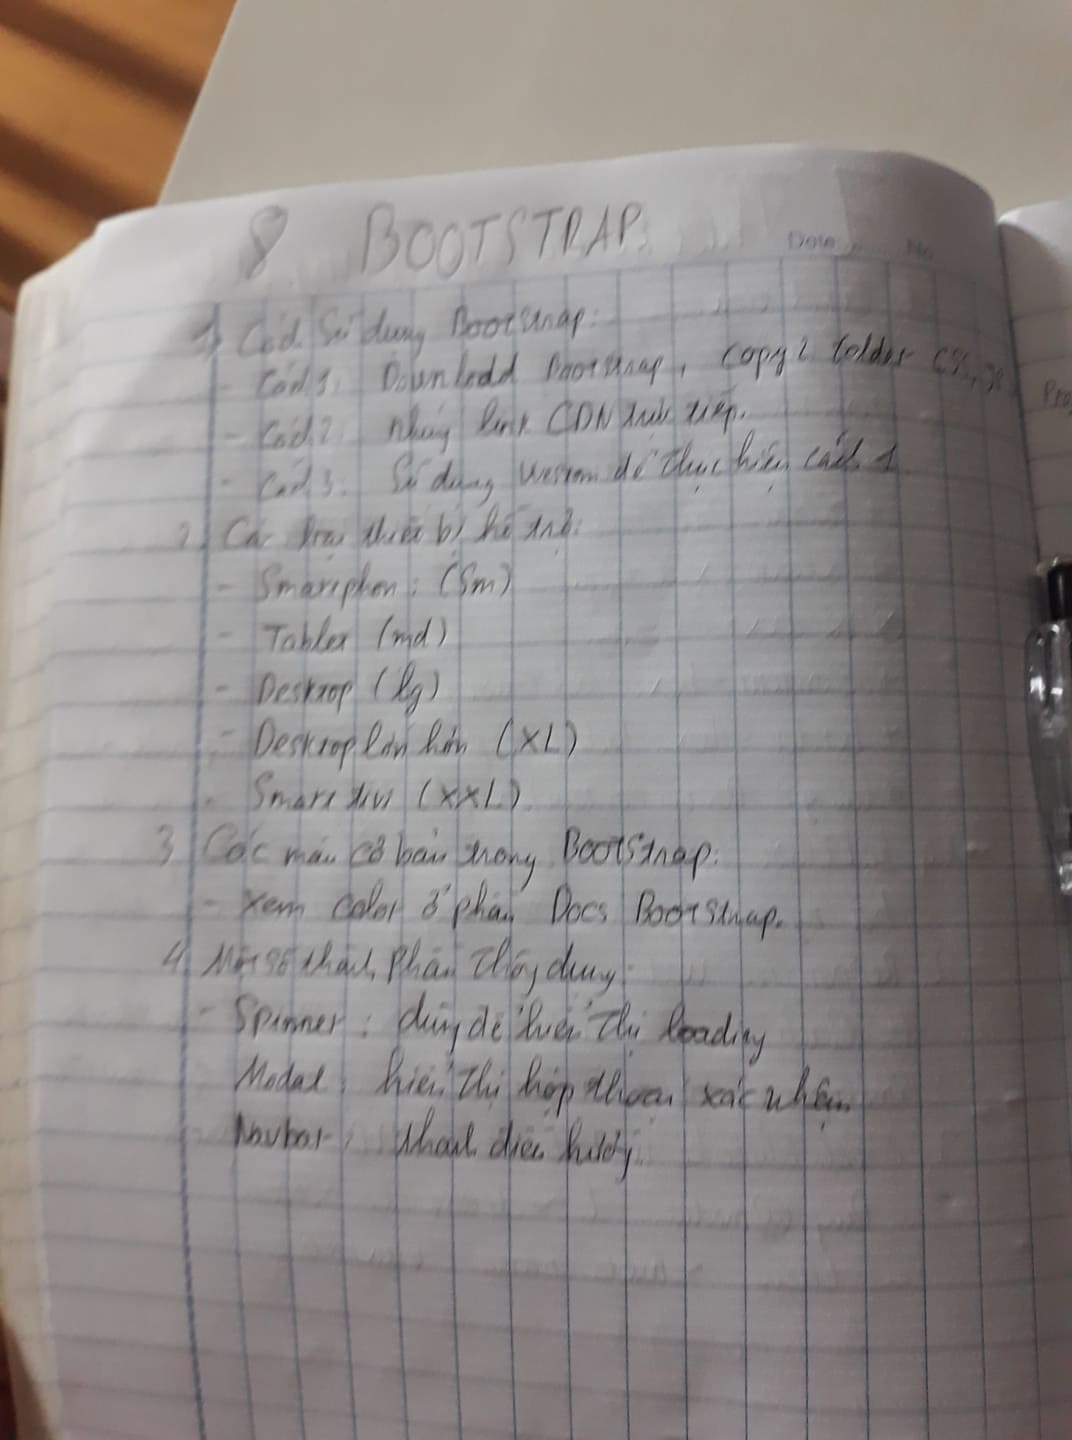 8 BOOTSTRAP.
Date No
1) Cách sử dụng Bootstrap:
- Cách 1: Download Bootstrap, copy 2 folder css, js
- Cách 2: Nhúng link CDN trực tiếp.
- Cách 3: Sử dụng để thực hiện cách 1
2) Các loại thiết bị hỗ trợ:
- Smartphon: (Sm)
- Tablet (md)
- Desktop (lg)
- Desktop lớn hơn (XL)
- Smart tivi (XXL)
3 Các màu cơ bản trong Bootstrap:
- Xem color ở phần Docs Bootstrap.
4. Một số thành phần thông dụng:
- Spinner: dùng để hiển thị loading
Modal: hiển thị hộp thoại xác nhận
- Navbar: thanh điều hướng.